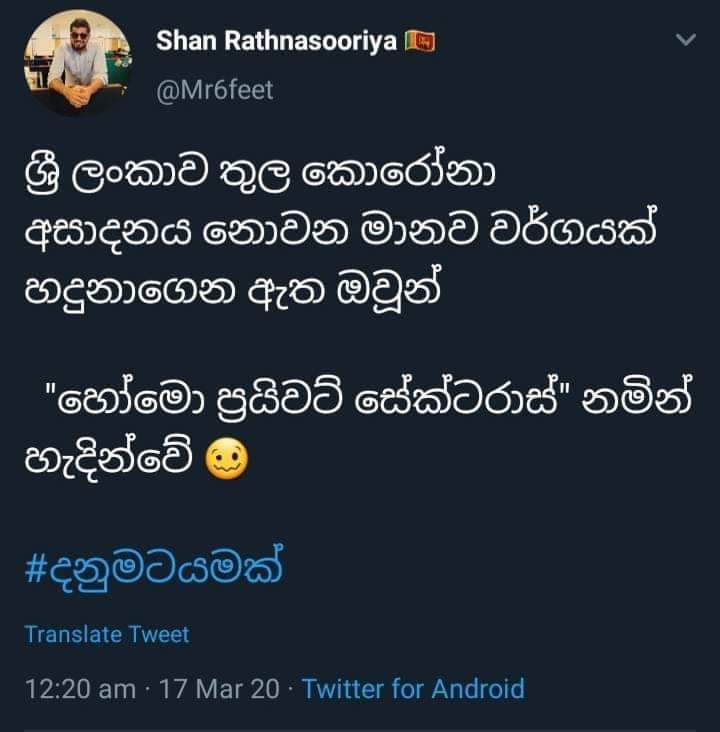 Shan Rathnasooriya 🇱🇰
@Mr6feet
ශ්‍රී ලංකාව තුල කොරෝනා
අසාදනය නොවන මානව වර්ගයක්
හදුනාගෙන ඇත ඔවූන්
"හෝමො ප්‍රයිවට් සේක්ටරාස්" නමින්
හැදින්වේ 🥴
#දනුමටයමක්
Translate Tweet
12:20 am · 17 Mar 20 · Twitter for Android